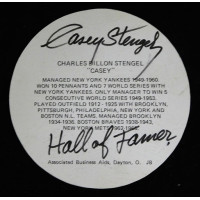 Casey Stengel
CHARLES DILLON STENGEL
"CASEY"
MANAGED NEW YORK YANKEES 1949-1960.
WON 10 PENNANTS AND 7 WORLD SERIES WITH
NEW YORK YANKEES. ONLY MANAGER TO WIN 5
CONSECUTIVE WORLD SERIES 1949-1953.
PLAYED OUTFIELD 1912-1925 WITH BROOKLYN,
PITTSBURGH, PHILADELPHIA, NEW YORK AND
BOSTON N.L. TEAMS. MANAGED BROOKLYN
1934-1936, BOSTON BRAVES 1938-1943,
NEW YORK METS 1962-1965.
Hall of Famer
Associated Business Aids, Dayton, O. JB